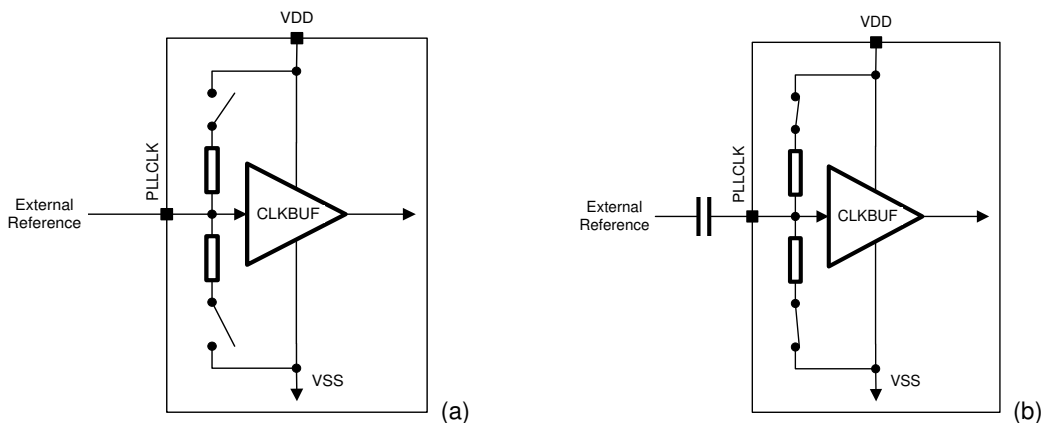 VDD
PLLCLK
External
Reference
CLKBUF
VSS
(a)
VDD
PLLCLK
External
Reference
CLKBUF
VSS
(b)